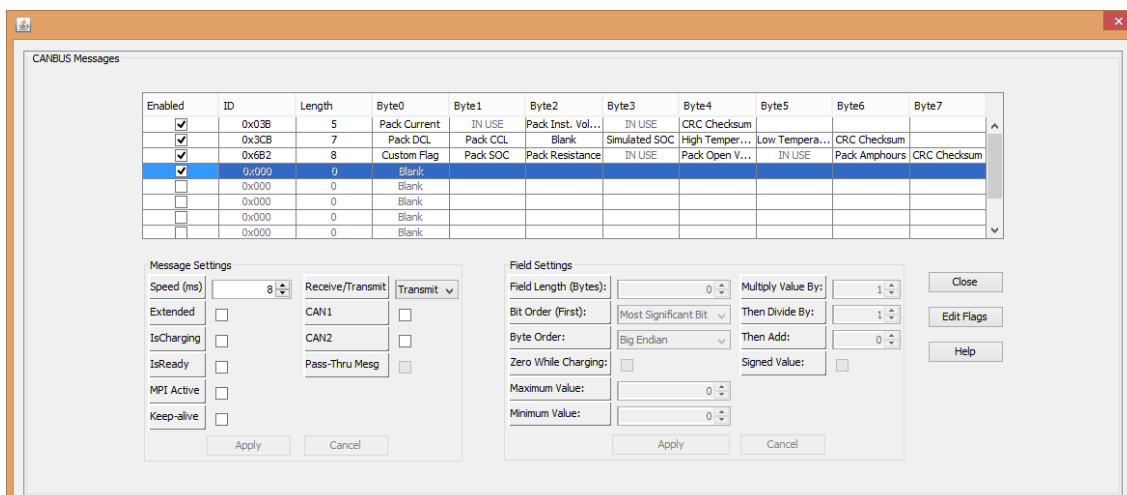 CANBUS Messages
Enabled ID Length Byte0 Byte1 Byte2 Byte3 Byte4 Byte5 Byte6 Byte7
0x03B 5 Pack Current IN USE Pack Inst. Vol... IN USE CRC Checksum
0x3CB 7 Pack DCL Pack CCL Blank Simulated SOC High Temper... Low Tempera... CRC Checksum
0x6B2 8 Custom Flag Pack SOC Pack Resistance IN USE Pack Open V... IN USE Pack Amphours CRC Checksum
0x000 0 Blank
0x000 0 Blank
0x000 0 Blank
0x000 0 Blank
0x000 0 Blank
Message Settings
Speed (ms) 8 Receive/Transmit Transmit
Extended CAN1
IsCharging CAN2
IsReady Pass-Thru Mesg
MPI Active
Keep-alive
Apply Cancel
Field Settings
Field Length (Bytes): 0 Multiply Value By: 1
Bit Order (First): Most Significant Bit Then Divide By: 1
Byte Order: Big Endian Then Add: 0
Zero While Charging: Signed Value:
Maximum Value: 0
Minimum Value: 0
Apply Cancel
Close
Edit Flags
Help